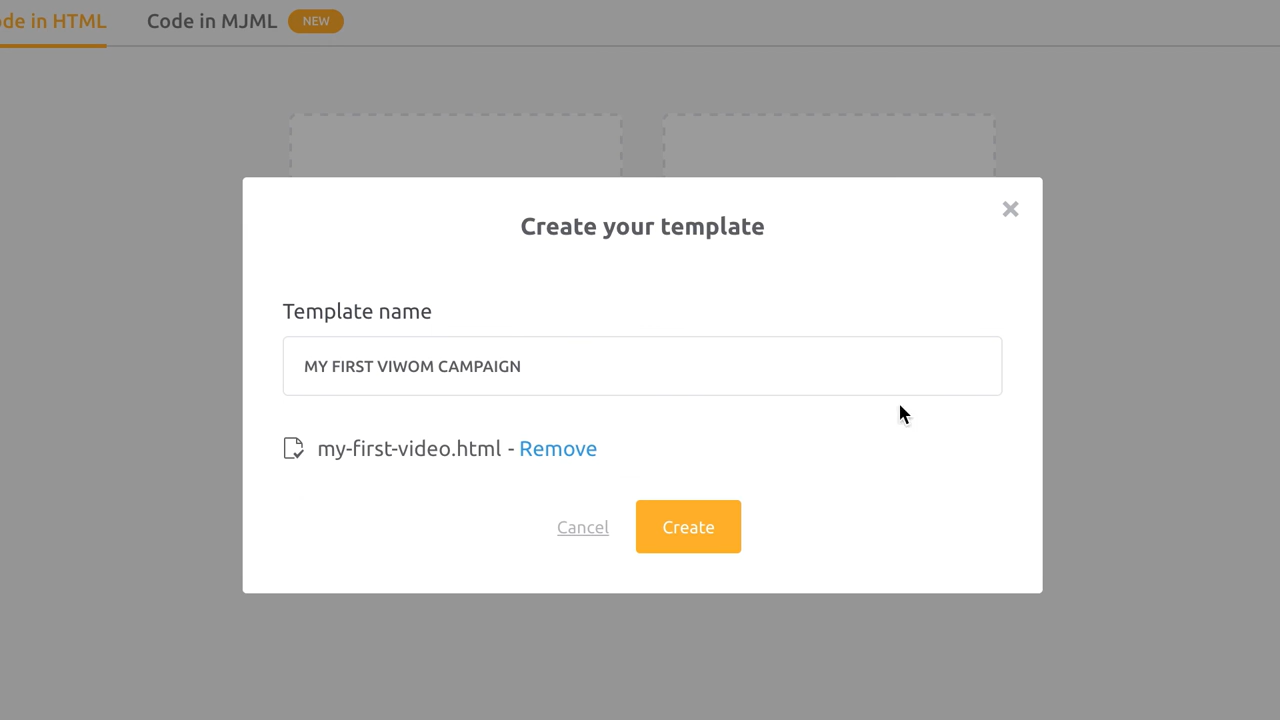 de in HTML Code in MJML NEW
Create your template
Template name
MY FIRST VIWOM CAMPAIGN
my-first-video.html - Remove
Cancel Create